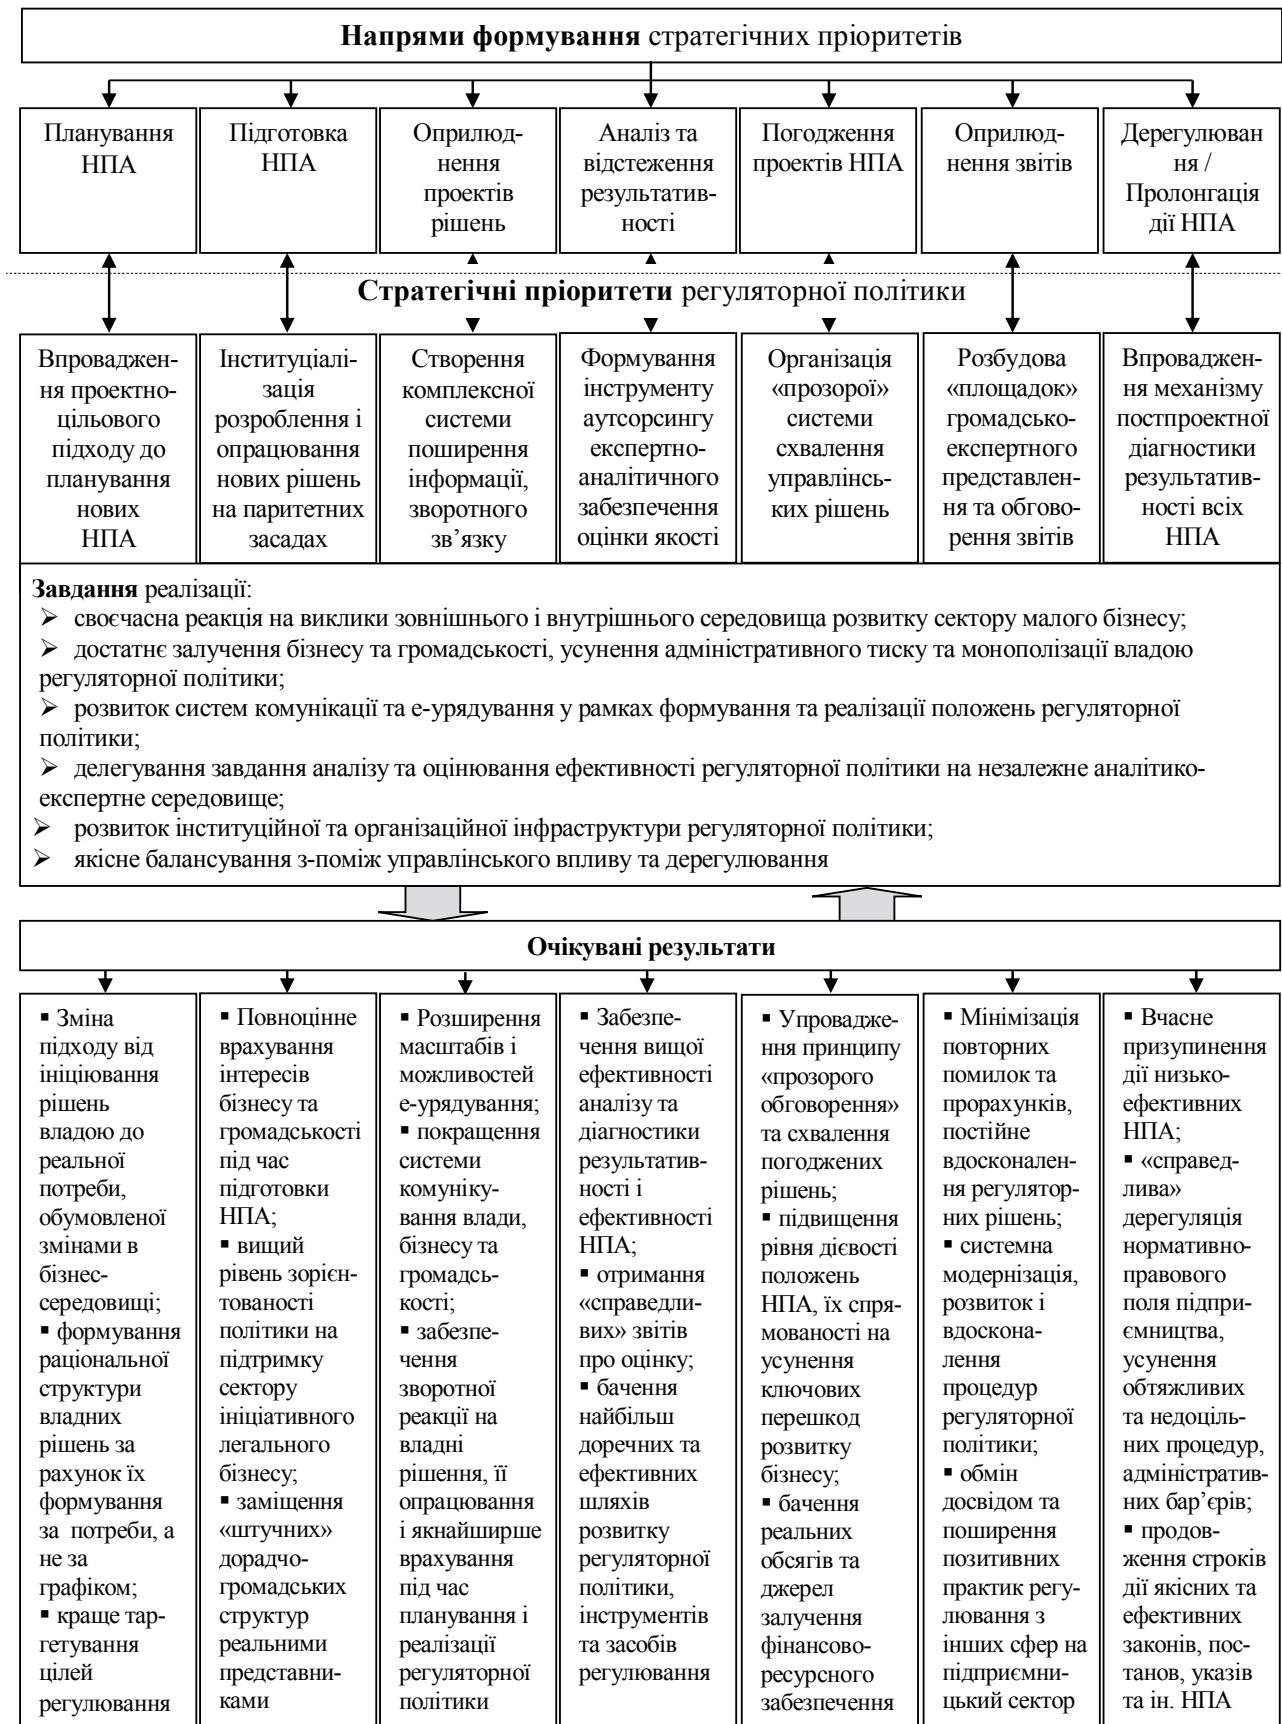 Напрями формування стратегічних пріоритетів
Планування
НПА
Підготовка
НПА
Оприлюд-
нення
проектів
рішень
Аналіз та
відстеження
результатив-
ності
Погодження
проектів НПА
Оприлюд-
нення звітів
Дерегулюван
ня /
Пролонгація
дії НПА
Стратегічні пріоритети регуляторної політики
Впроваджен-
ня проектно-
цільового
підходу до
планування
нових
НПА
Інституціалі-
зація
розроблення і
опрацювання
нових рішень
на паритетних
засадах
Створення
комплексної
системи
поширення
інформації,
зворотного
зв’язку
Формування
інструменту
аутсорсингу
експертно-
аналітичного
забезпечення
оцінки якості
Організація
«прозорої»
системи
схвалення
управлінсь-
ких рішень
Розбудова
«площадок»
громадсько-
експертного
представлен-
ня та обгово-
рення звітів
Впроваджен-
ня механізму
постпроектної
діагностики
результатив-
ності всіх
НПА
Завдання реалізації:
➢ своєчасна реакція на виклики зовнішнього і внутрішнього середовища розвитку сектору малого бізнесу;
➢ достатнє залучення бізнесу та громадськості, усунення адміністративного тиску та монополізації владою
регуляторної політики;
➢ розвиток систем комунікації та е-урядування у рамках формування та реалізації положень регуляторної
політики;
➢ делегування завдання аналізу та оцінювання ефективності регуляторної політики на незалежне аналітико-
експертне середовище;
➢ розвиток інституційної та організаційної інфраструктури регуляторної політики;
➢ якісне балансування з-поміж управлінського впливу та дерегулювання
Очікувані результати
▪ Зміна
підходу від
ініціювання
рішень
владою до
реальної
потреби,
обумовленої
змінами в
бізнес-
середовищі;
▪ формування
раціональної
структури
владних
рішень за
рахунок їх
формування
за потреби, а
не за
графіком;
▪ краще тар-
гетування
цілей
регулювання
▪ Повноцінне
врахування
інтересів
бізнесу та
громадськості
під час
підготовки
НПА;
▪ вищий
рівень зорієн-
тованості
політики на
підтримку
сектору
ініціативного
легального
бізнесу;
▪ заміщення
«штучних»
дорадчо-
громадських
структур
реальними
представни-
ками
▪ Розширення
масштабів і
можливостей
е-урядування;
▪ покращення
системи
комуніку-
вання влади,
бізнесу та
громадсь-
кості;
▪ забезпе-
чення
зворотної
реакції на
владні
рішення, її
опрацювання
і якнайширше
врахування
під час
планування і
реалізації
регуляторної
політики
▪ Забезпе-
чення вищої
ефективності
аналізу та
діагностики
результатив-
ності і
ефективності
НПА;
▪ отримання
«справедли-
вих» звітів
про оцінку;
▪ бачення
найбільш
доречних та
ефективних
шляхів
розвитку
регуляторної
політики,
інструментів
та засобів
регулювання
▪ Упровадже-
ння принципу
«прозорого
обговорення»
та схвалення
погоджених
рішень;
▪ підвищення
рівня дієвості
положень
НПА, їх спря-
мованості на
усунення
ключових
перешкод
розвитку
бізнесу;
▪ бачення
реальних
обсягів та
джерел
залучення
фінансово-
ресурсного
забезпечення
▪ Мінімізація
повторних
помилок та
прорахунків,
постійне
вдосконален-
ня регулятор-
них рішень;
▪ системна
модернізація,
розвиток і
вдоскона-
лення
процедур
регуляторної
політики;
▪ обмін
досвідом та
поширення
позитивних
практик регу-
лювання з
інших сфер на
підприємни-
цький сектор
▪ Вчасне
призупинення
дії низько-
ефективних
НПА;
▪ «справед-
лива»
дерегуляція
нормативно-
правового
поля підпри-
ємництва,
усунення
обтяжливих
та недоціль-
них процедур,
адміністратив-
них бар’єрів;
▪ продов-
ження строків
дії якісних та
ефективних
законів, пос-
танов, указів
та ін. НПА